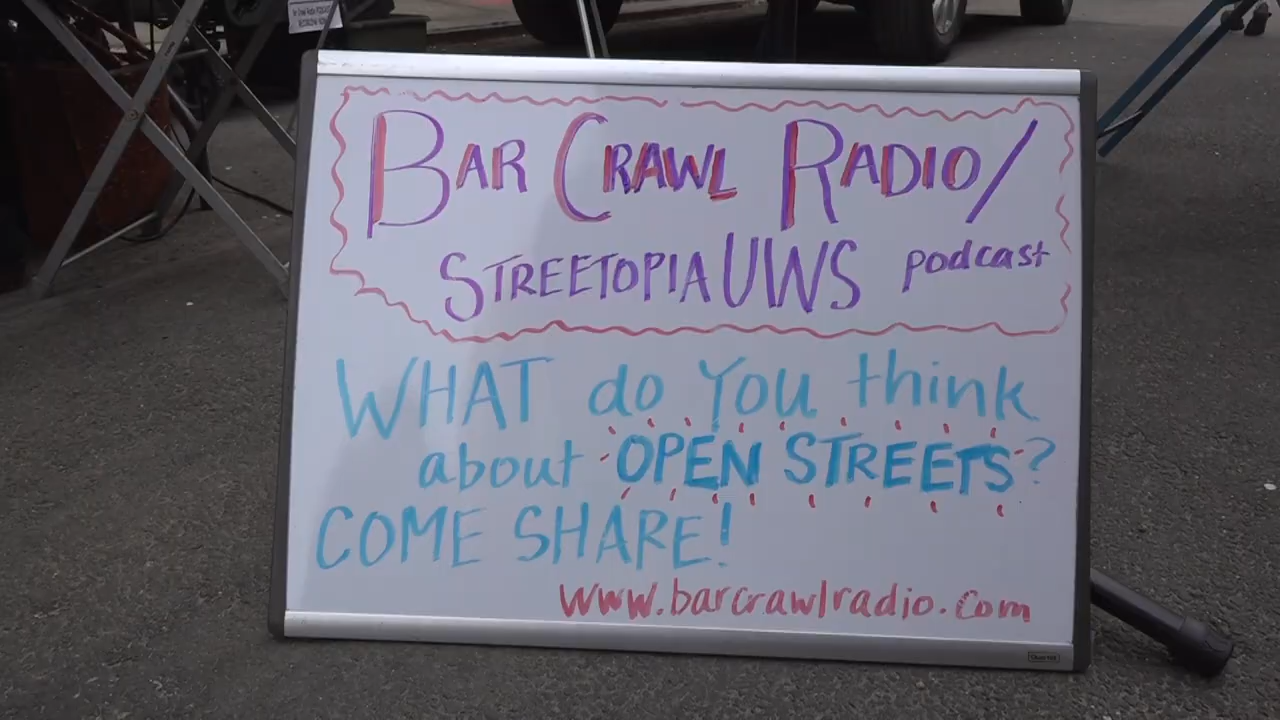 BAR CRAWL RADIO/
STREETOPIA UWS podcast
WHAT do You think
about OPEN STREETS?
COME SHARE!
www.barcrawlradio.com